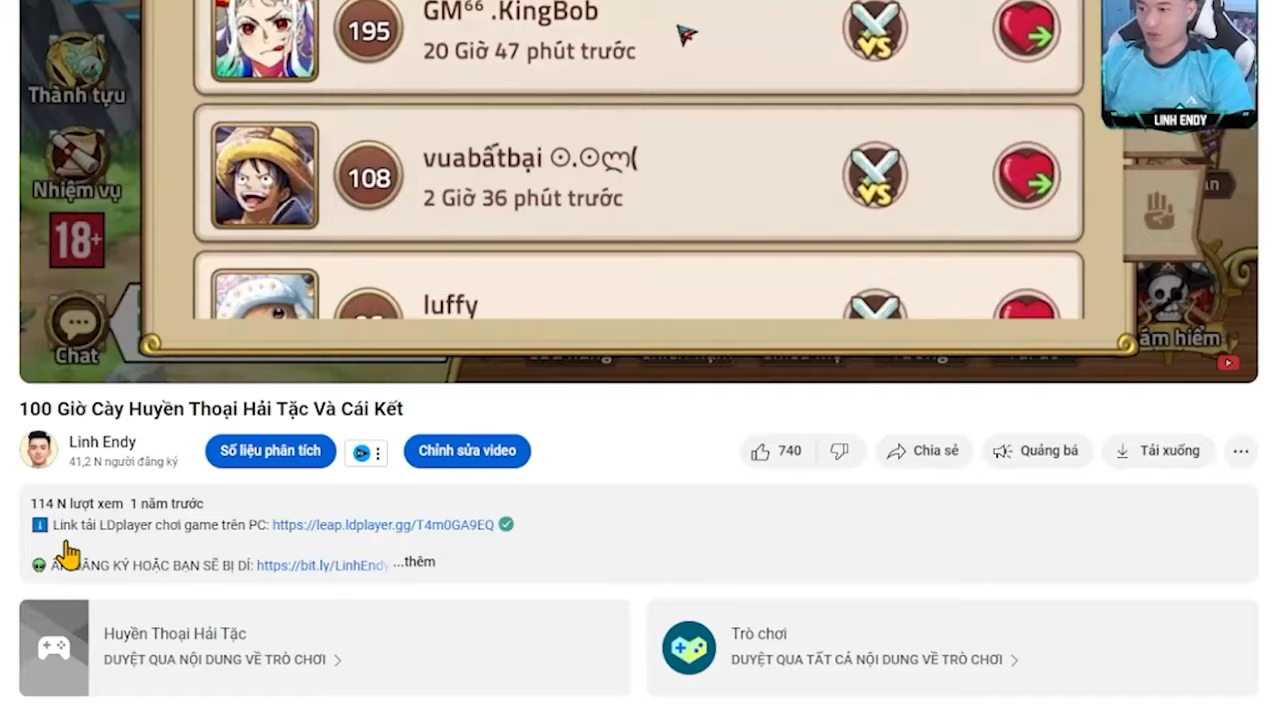 195
GM⁶⁶ .KingBob
20 Giờ 47 phút trước
VS
Thành tựu
LINH ENDY
108
vuabấtbại ⊙.⊙ლ(
2 Giờ 36 phút trước
VS
Nhiệm vụ
18+
luffy
Chat
ám hiểm
100 Giờ Cày Huyền Thoại Hải Tặc Và Cái Kết
Linh Endy
41,2 N người đăng ký
Số liệu phân tích
Chỉnh sửa video
740
Chia sẻ
Quảng bá
Tải xuống
114 N lượt xem 1 năm trước
Link tải LDplayer chơi game trên PC: https://leap.ldplayer.gg/T4m0GA9EQ
ĐĂNG KÝ HOẶC BẠN SẼ BỊ DÍ: https://bit.ly/LinhEndy ...thêm
Huyền Thoại Hải Tặc
DUYỆT QUA NỘI DUNG VỀ TRÒ CHƠI
Trò chơi
DUYỆT QUA TẤT CẢ NỘI DUNG VỀ TRÒ CHƠI